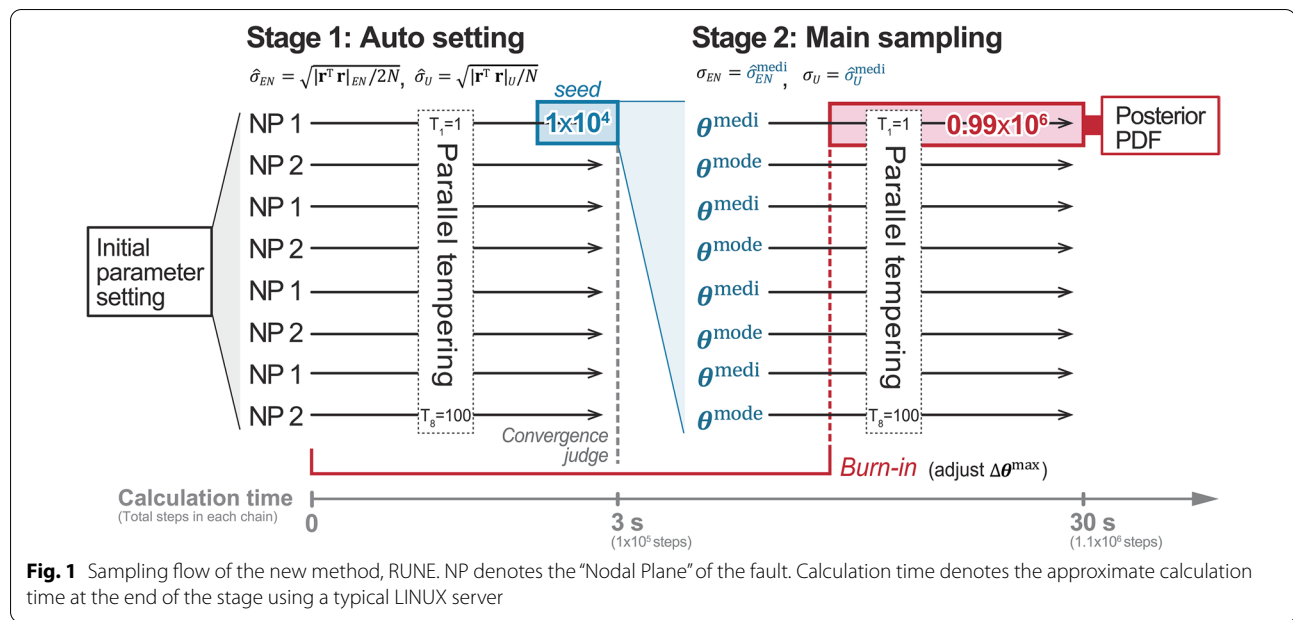 Stage 1: Auto setting
Stage 2: Main sampling
σ̂_EN = √(|rᵀ r|_EN/2N), σ̂_U = √(|rᵀ r|_U/N)
σ_EN = σ̂_EN^medi, σ_U = σ̂_U^medi
seed
1x10⁴
Initial
parameter
setting
NP 1
NP 2
NP 1
NP 2
NP 1
NP 2
NP 1
NP 2
T₁=1
Parallel tempering
T₈=100
Convergence
judge
θ^medi
θ^mode
θ^medi
θ^mode
θ^medi
θ^mode
θ^medi
θ^mode
T₁=1
Parallel tempering
T₈=100
0.99x10⁶
Posterior
PDF
Burn-in (adjust Δθ^max)
Calculation time
(Total steps in each chain)
0
3 s
(1x10⁵ steps)
30 s
(1.1x10⁶ steps)
Fig. 1 Sampling flow of the new method, RUNE. NP denotes the “Nodal Plane” of the fault. Calculation time denotes the approximate calculation
time at the end of the stage using a typical LINUX server